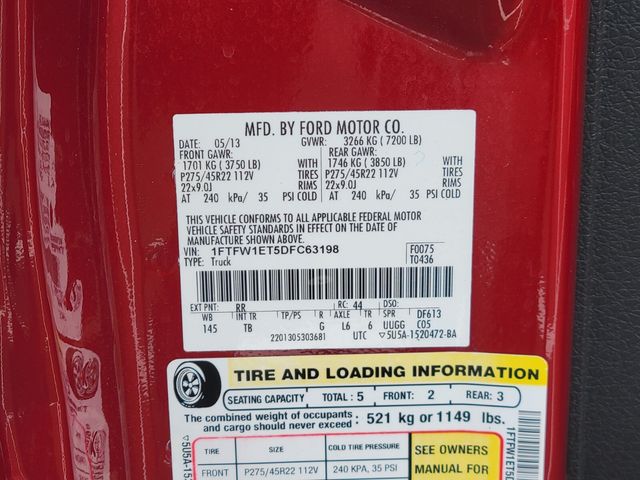 MFD. BY FORD MOTOR CO.
DATE: 05/13 GVWR: 3266 KG ( 7200 LB)
FRONT GAWR: REAR GAWR:
1701 KG ( 3750 LB) WITH 1746 KG ( 3850 LB) WITH
P275/45R22 112V TIRES P275/45R22 112V TIRES
22x9.0J RIMS 22x9.0J RIMS
AT 240 kPa/ 35 PSI COLD AT 240 kPa/ 35 PSI COLD
THIS VEHICLE CONFORMS TO ALL APPLICABLE FEDERAL MOTOR
VEHICLE SAFETY STANDARDS IN EFFECT ON THE DATE OF
MANUFACTURE SHOWN ABOVE.
VIN: 1FTFW1ET5DFC63198 F0075
TYPE: Truck T0436
EXT PNT: RR RC: 44 DSO:
WB INT TR TP/PS R AXLE TR SPR DF613
145 TB G L6 6 UUGG C05
2201305303681 UTC ▽5U5A-1520472-BA
TIRE AND LOADING INFORMATION
SEATING CAPACITY TOTAL : 5 FRONT: 2 REAR: 3
The combined weight of occupants
and cargo should never exceed : 521 kg or 1149 lbs.
TIRE SIZE COLD TIRE PRESSURE SEE OWNERS
FRONT P275/45R22 112V 240 KPA, 35 PSI MANUAL FOR
▽5U5A-15
1FTFW1ET5D